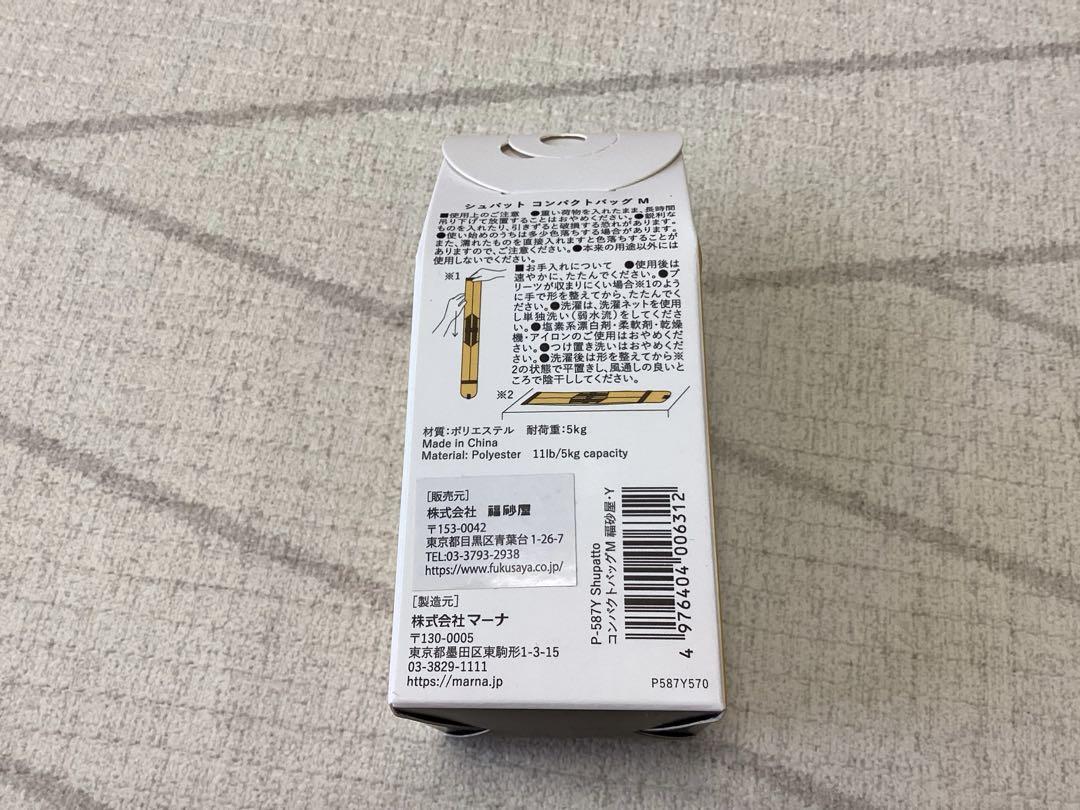 シュパット コンパクトバッグ M
■使用上のご注意 ●重い荷物を入れたまま、長時間
吊り下げて放置することはおやめください。●鋭利な
ものを入れたり、引きずると破損する恐れがあります。
●使い始めのうちは多少色落ちする場合があります。
また、濡れたものを直接入れますと色落ちすることが
ありますので、ご注意ください。●本来の用途以外には
使用しないでください。
※1
■お手入れについて ●使用後は
速やかに、たたんでください。●プ
リーツが収まりにくい場合※1のよう
に手で形を整えてから、たたんでく
ださい。●洗濯は、洗濯ネットを使用
し単独洗い(弱水流)をしてくださ
い。●塩素系漂白剤・柔軟剤・乾燥
機・アイロンのご使用はおやめくだ
さい。●つけ置き洗いはおやめくだ
さい。●洗濯後は形を整えてから※
2の状態で平置きし、風通しの良いと
ころで陰干ししてください。
※2
材質:ポリエステル 耐荷重:5kg
Made in China
Material: Polyester 11lb/5kg capacity
[販売元]
株式会社 福砂屋
〒153-0042
東京都目黒区青葉台1-26-7
TEL:03-3793-2938
https://www.fukusaya.co.jp/
[製造元]
株式会社マーナ
〒130-0005
東京都墨田区東駒形1-3-15
03-3829-1111
https://marna.jp
P-587Y Shupatto
コンパクトバッグM 福砂屋・Y
4 976404 006312
P587Y570